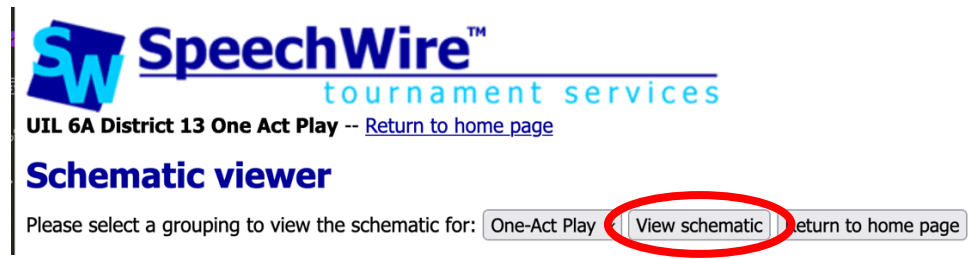 SW SpeechWire™
tournament services
UIL 6A District 13 One Act Play -- Return to home page
Schematic viewer
Please select a grouping to view the schematic for: One-Act Play View schematic Return to home page